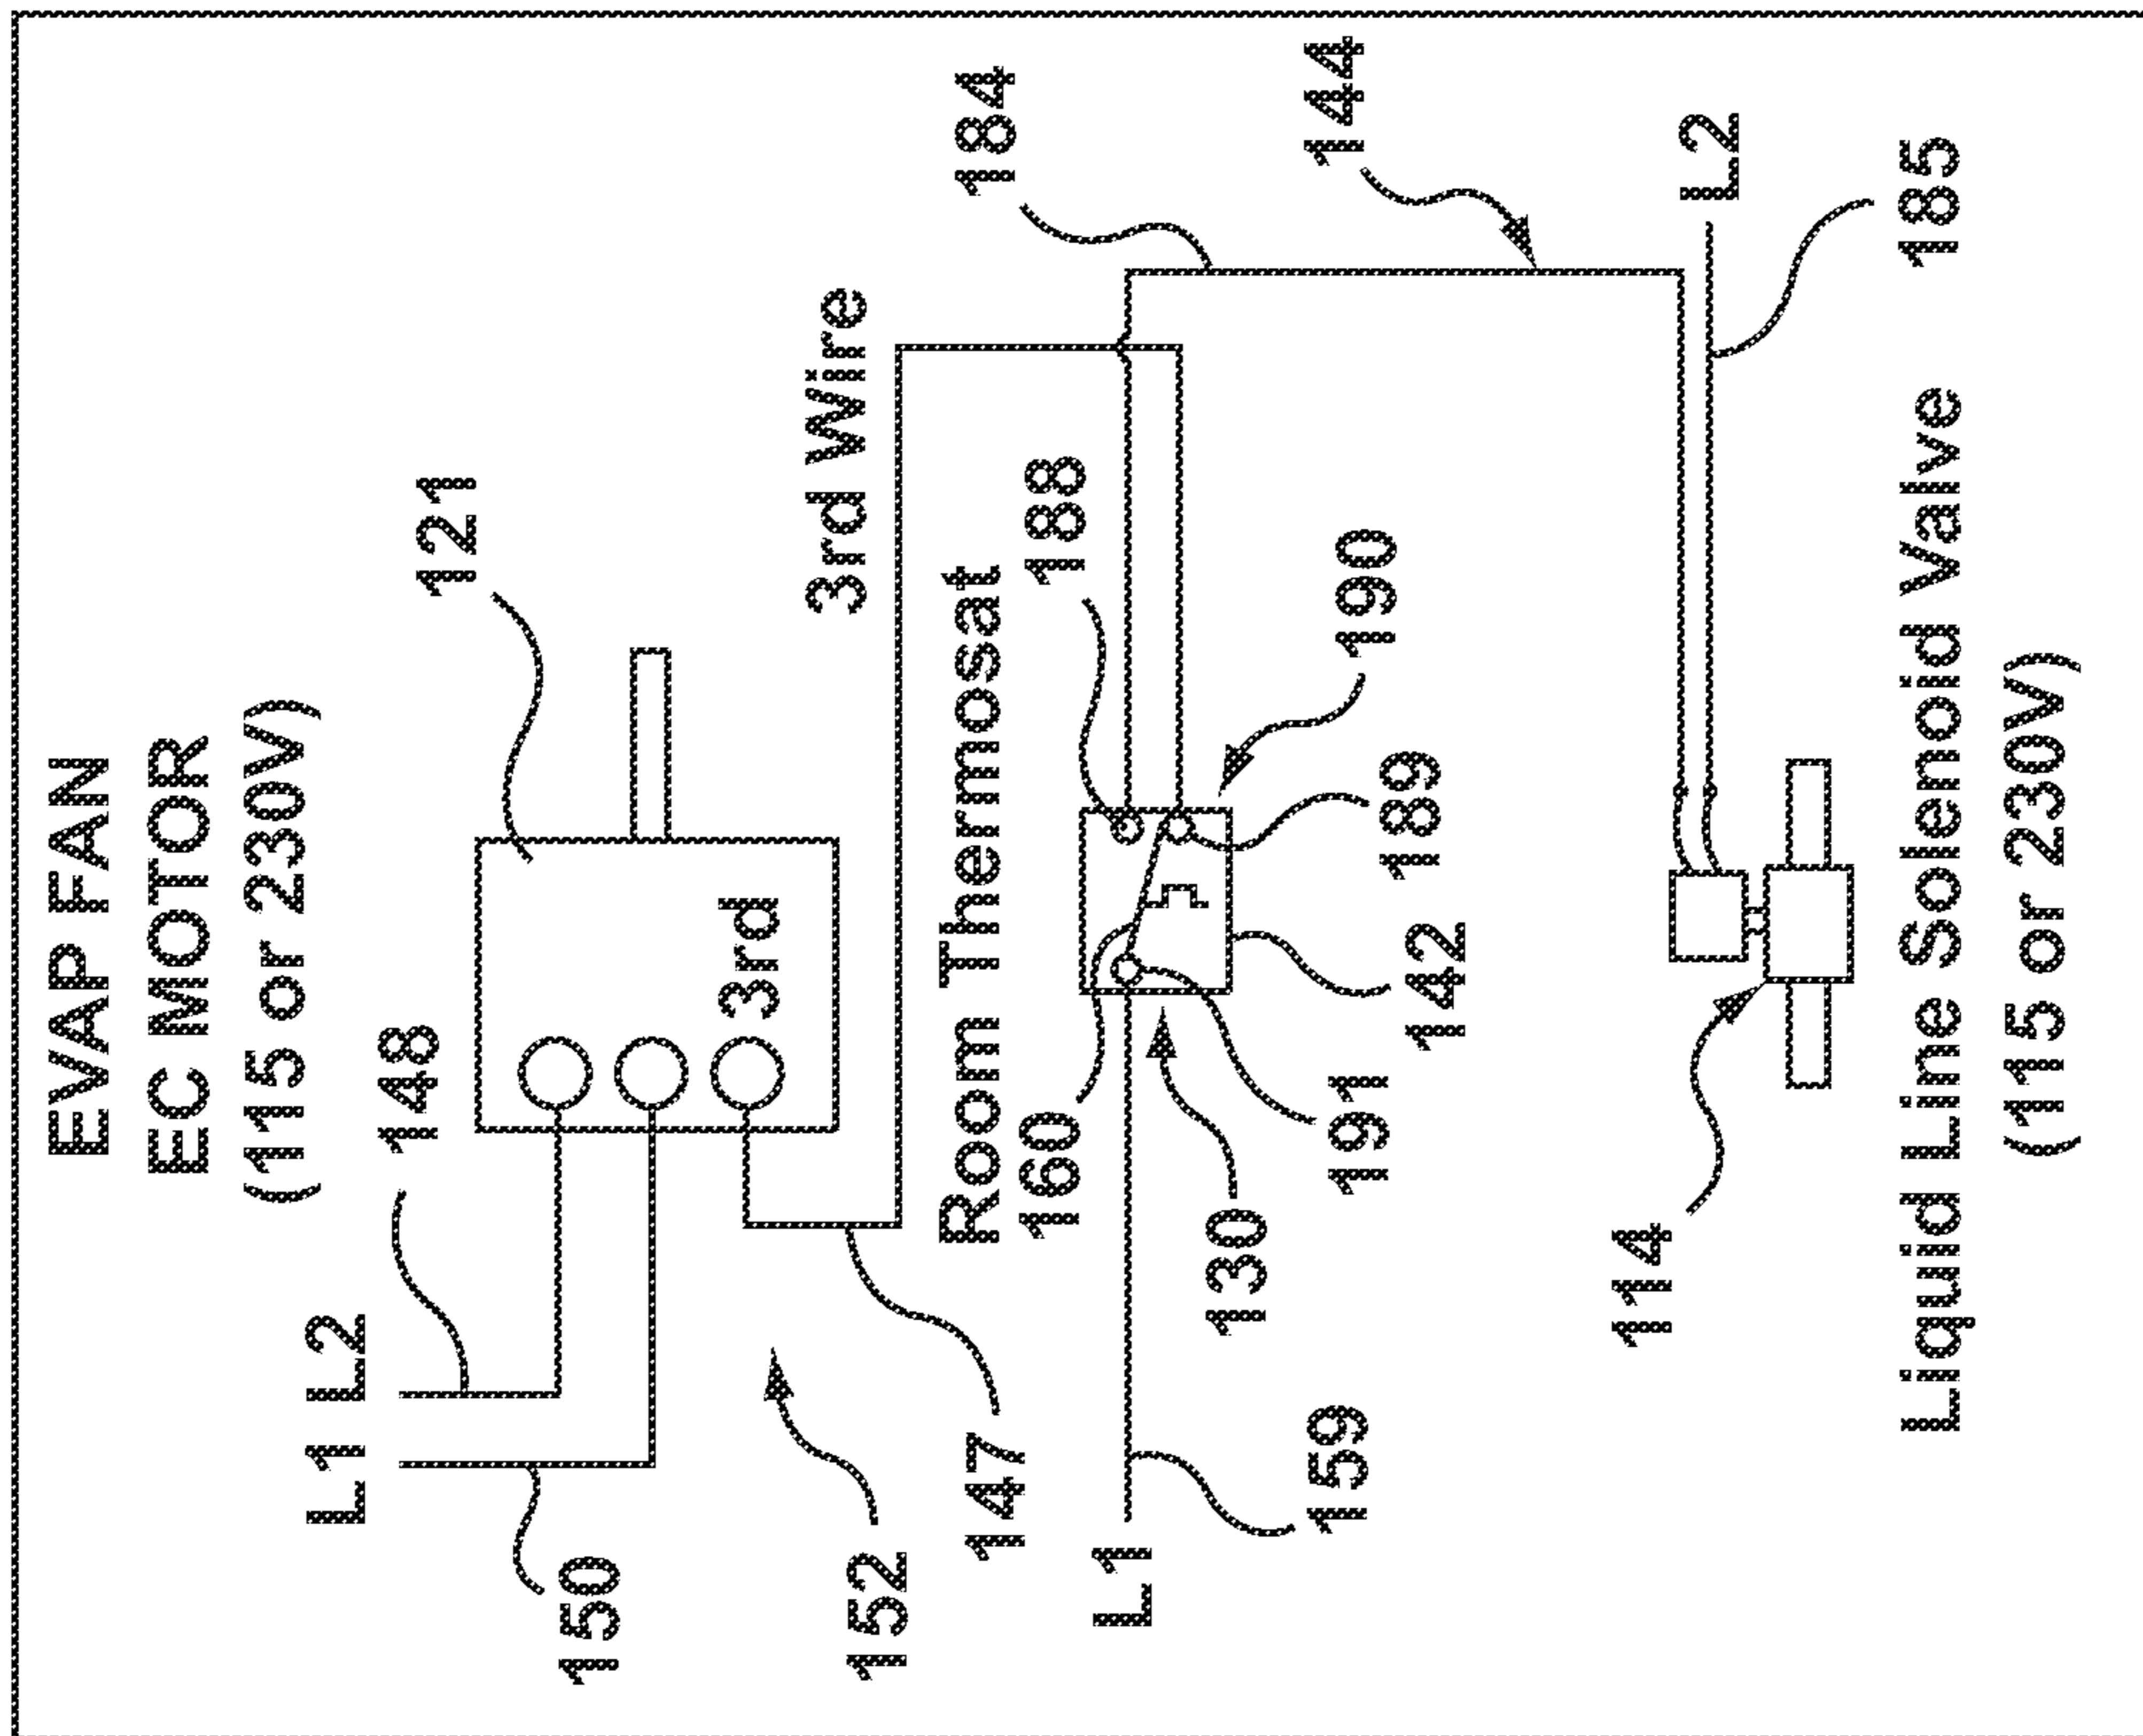 EVAP FAN
EC MOTOR
(115 or 230V)
L1 L2
148
121
150
3rd
152
3rd Wire
147
Room Thermosat
184
160
188
L1
130
159
191
190
144
189
142
114
L2
Liquid Line Solenoid Valve
185
(115 or 230V)